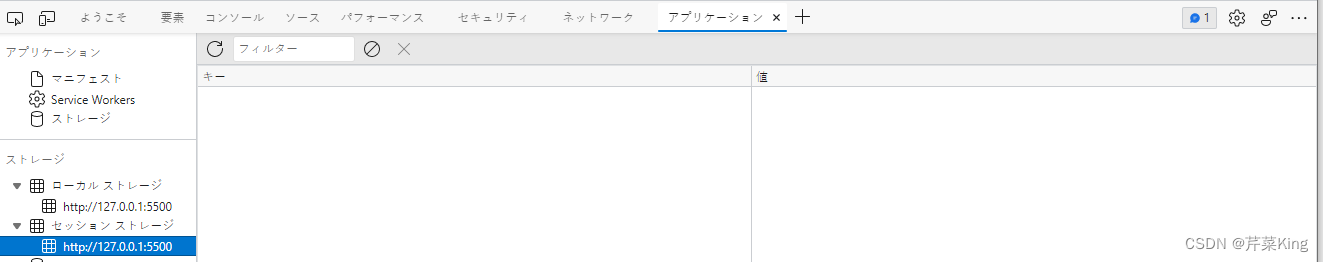 ようこそ 要素 コンソール ソース パフォーマンス セキュリティ ネットワーク アプリケーション 1
アプリケーション
フィルター
マニフェスト
キー 値
Service Workers
ストレージ
ストレージ
ローカル ストレージ
http://127.0.0.1:5500
セッション ストレージ
http://127.0.0.1:5500
CSDN @芹菜King